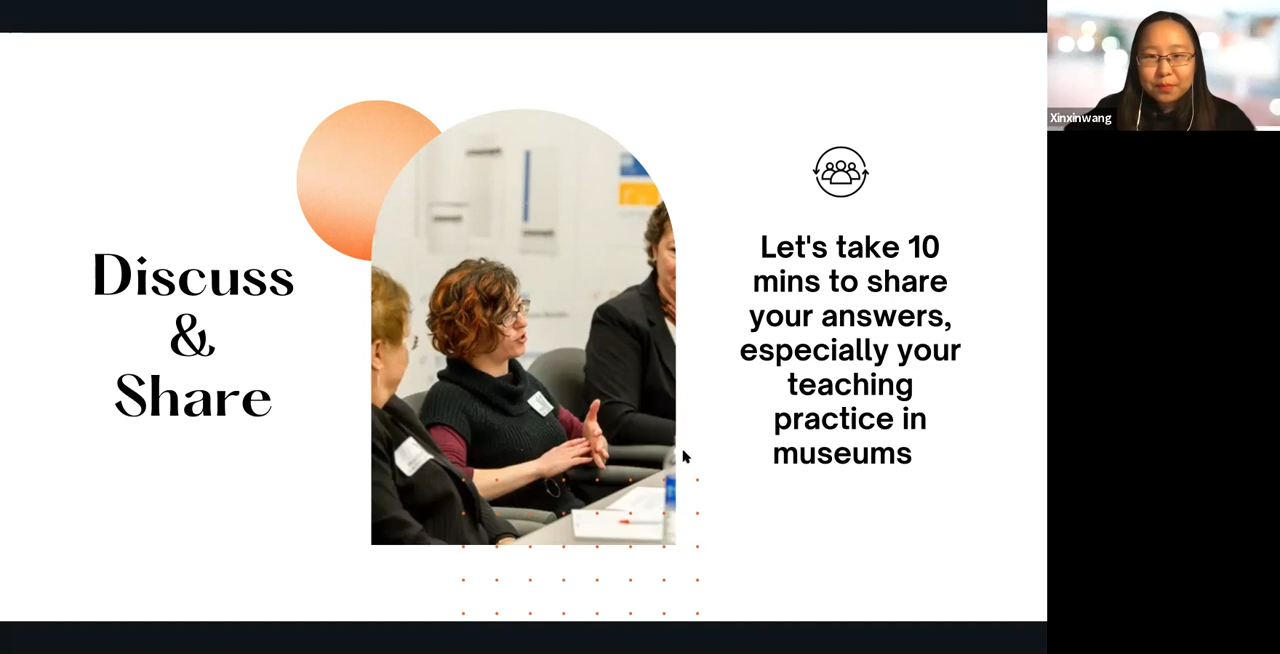 Discuss
&
Share
Let's take 10
mins to share
your answers,
especially your
teaching
practice in
museums
Xinxinwang